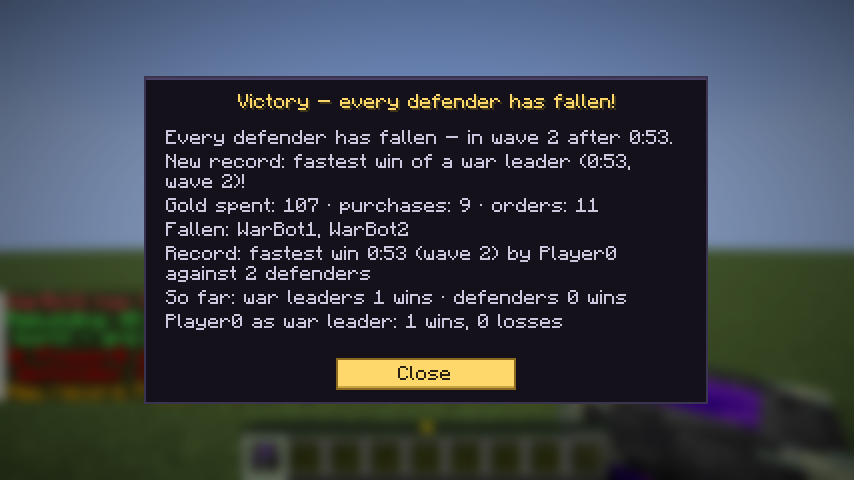 Victory – every defender has fallen!
Every defender has fallen – in wave 2 after 0:53.
New record: fastest win of a war leader (0:53,
wave 2)!
Gold spent: 107 · purchases: 9 · orders: 11
Fallen: WarBot1, WarBot2
Record: fastest win 0:53 (wave 2) by Player0
against 2 defenders
So far: war leaders 1 wins · defenders 0 wins
Player0 as war leader: 1 wins, 0 losses
Close